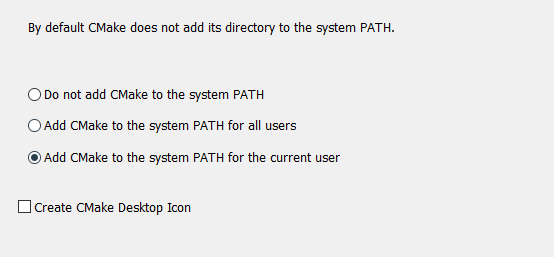 By default CMake does not add its directory to the system PATH.
Do not add CMake to the system PATH
Add CMake to the system PATH for all users
Add CMake to the system PATH for the current user
Create CMake Desktop Icon